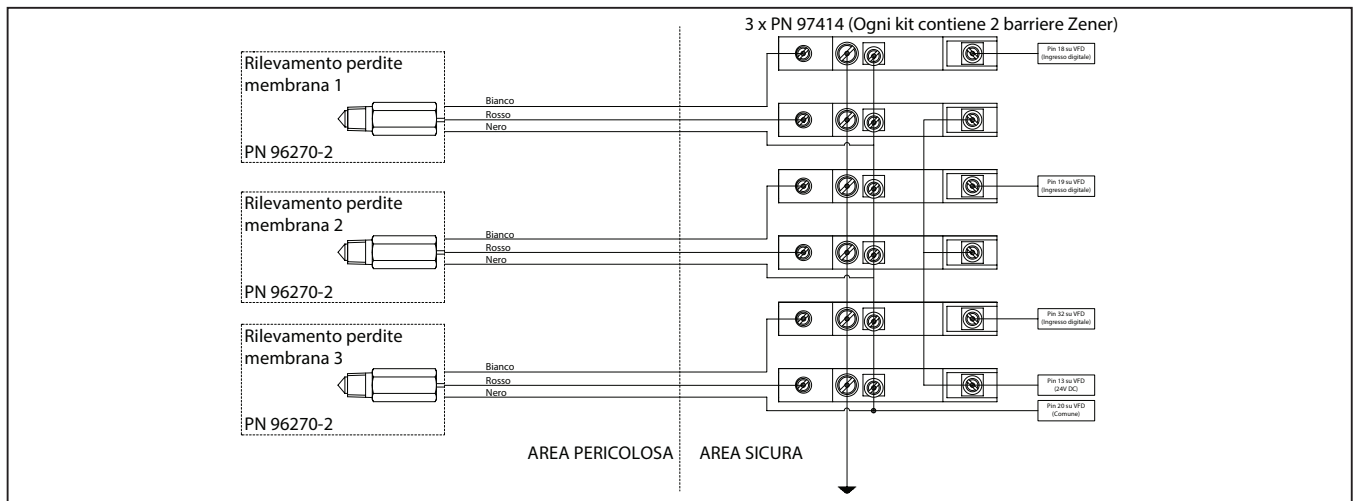 3 x PN 97414 (Ogni kit contiene 2 barriere Zener)
Rilevamento perdite
membrana 1
PN 96270-2
Bianco
Rosso
Nero
Pin 18 su VFD
(Ingresso digitale)
Rilevamento perdite
membrana 2
PN 96270-2
Bianco
Rosso
Nero
Pin 19 su VFD
(Ingresso digitale)
Rilevamento perdite
membrana 3
PN 96270-2
Bianco
Rosso
Nero
Pin 32 su VFD
(Ingresso digitale)
Pin 13 su VFD
(24V DC)
Pin 20 su VFD
(Comune)
AREA PERICOLOSA
AREA SICURA